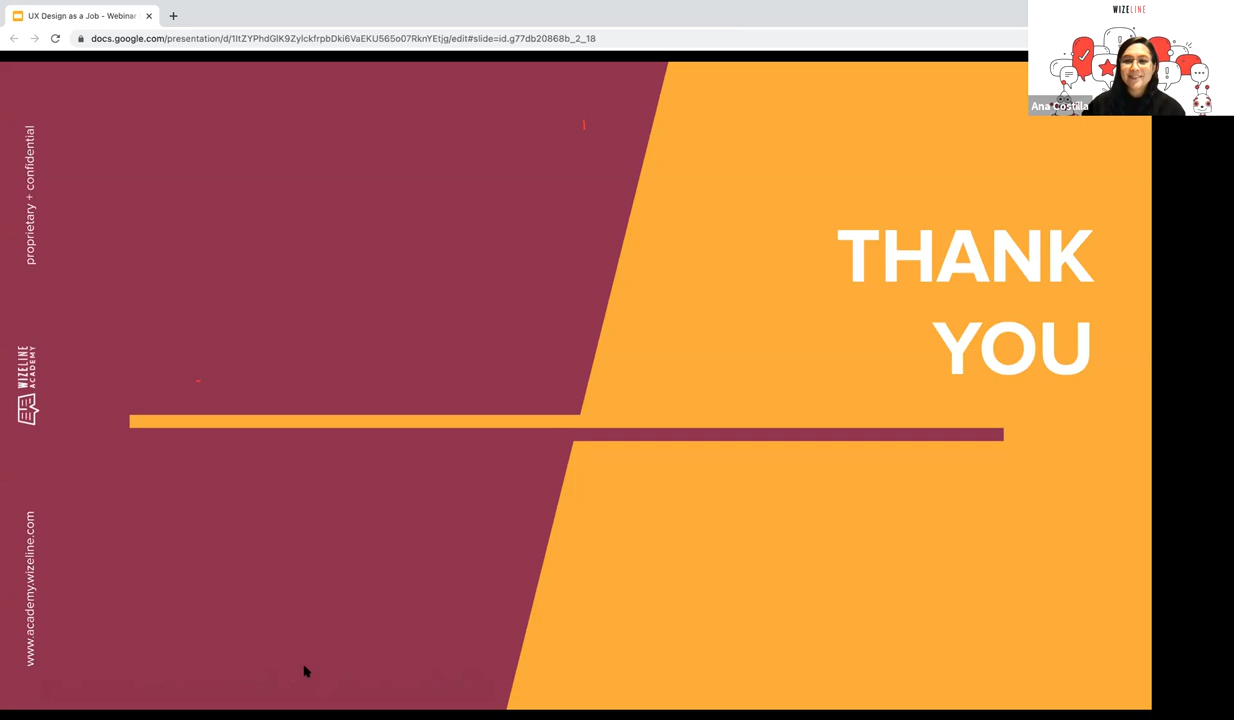 UX Design as a Job - Webinar
docs.google.com/presentation/d/1ItZYPhdGlK9ZylckfrpbDki6VaEKU565o07RknYEtjg/edit#slide=id.g77db20868b_2_18
WIZELINE
Ana Costilla
proprietary + confidential
WIZELINE
ACADEMY
www.academy.wizeline.com
THANK
YOU